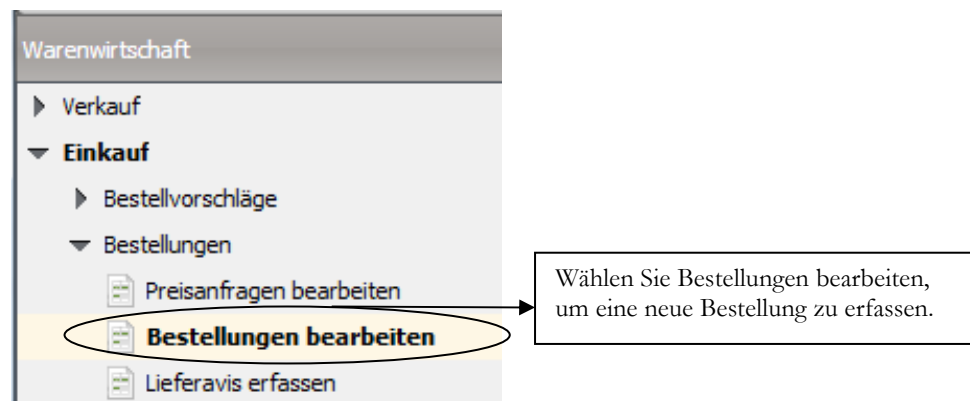 Warenwirtschaft
Verkauf
Einkauf
Bestellvorschläge
Bestellungen
Preisanfragen bearbeiten
Bestellungen bearbeiten
Lieferavis erfassen
Wählen Sie Bestellungen bearbeiten,
um eine neue Bestellung zu erfassen.